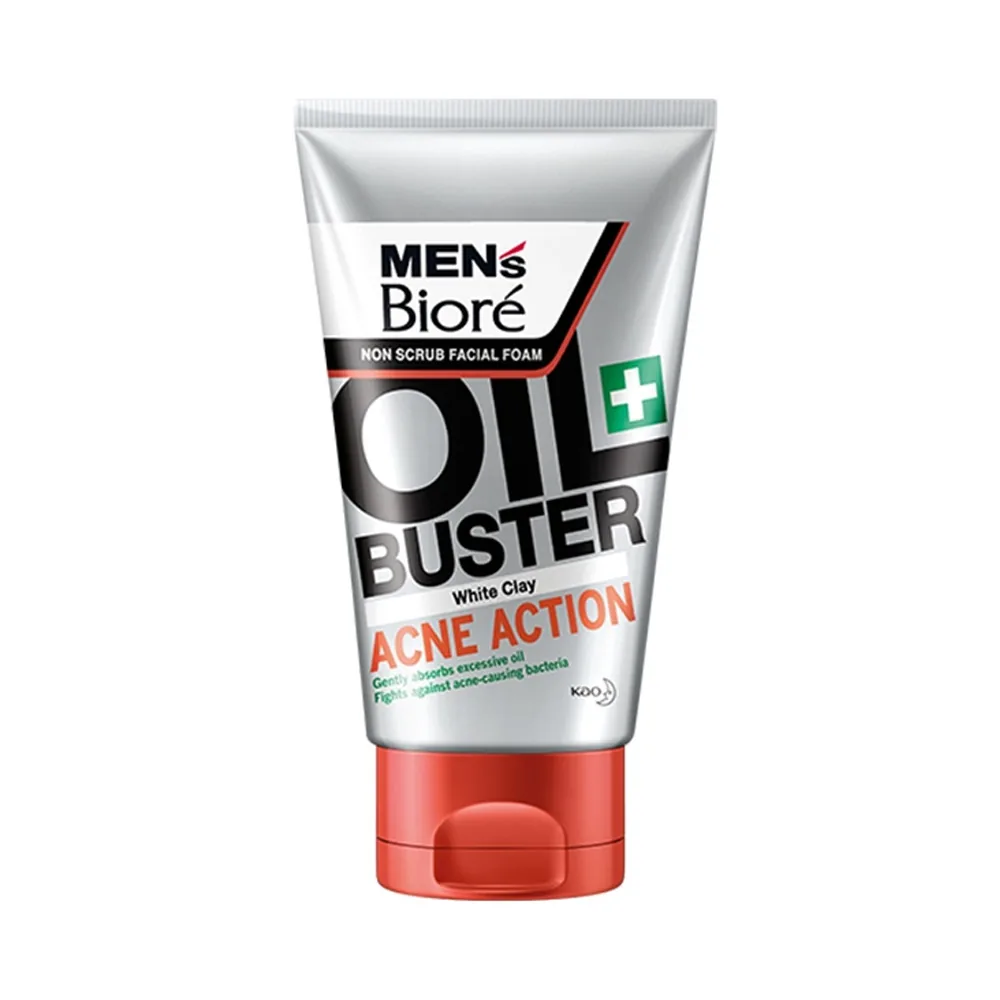 MEN's
Bioré
NON SCRUB FACIAL FOAM
OIL
BUSTER
White Clay
ACNE ACTION
Gently absorbs excessive oil
Fights against acne-causing bacteria
Kao